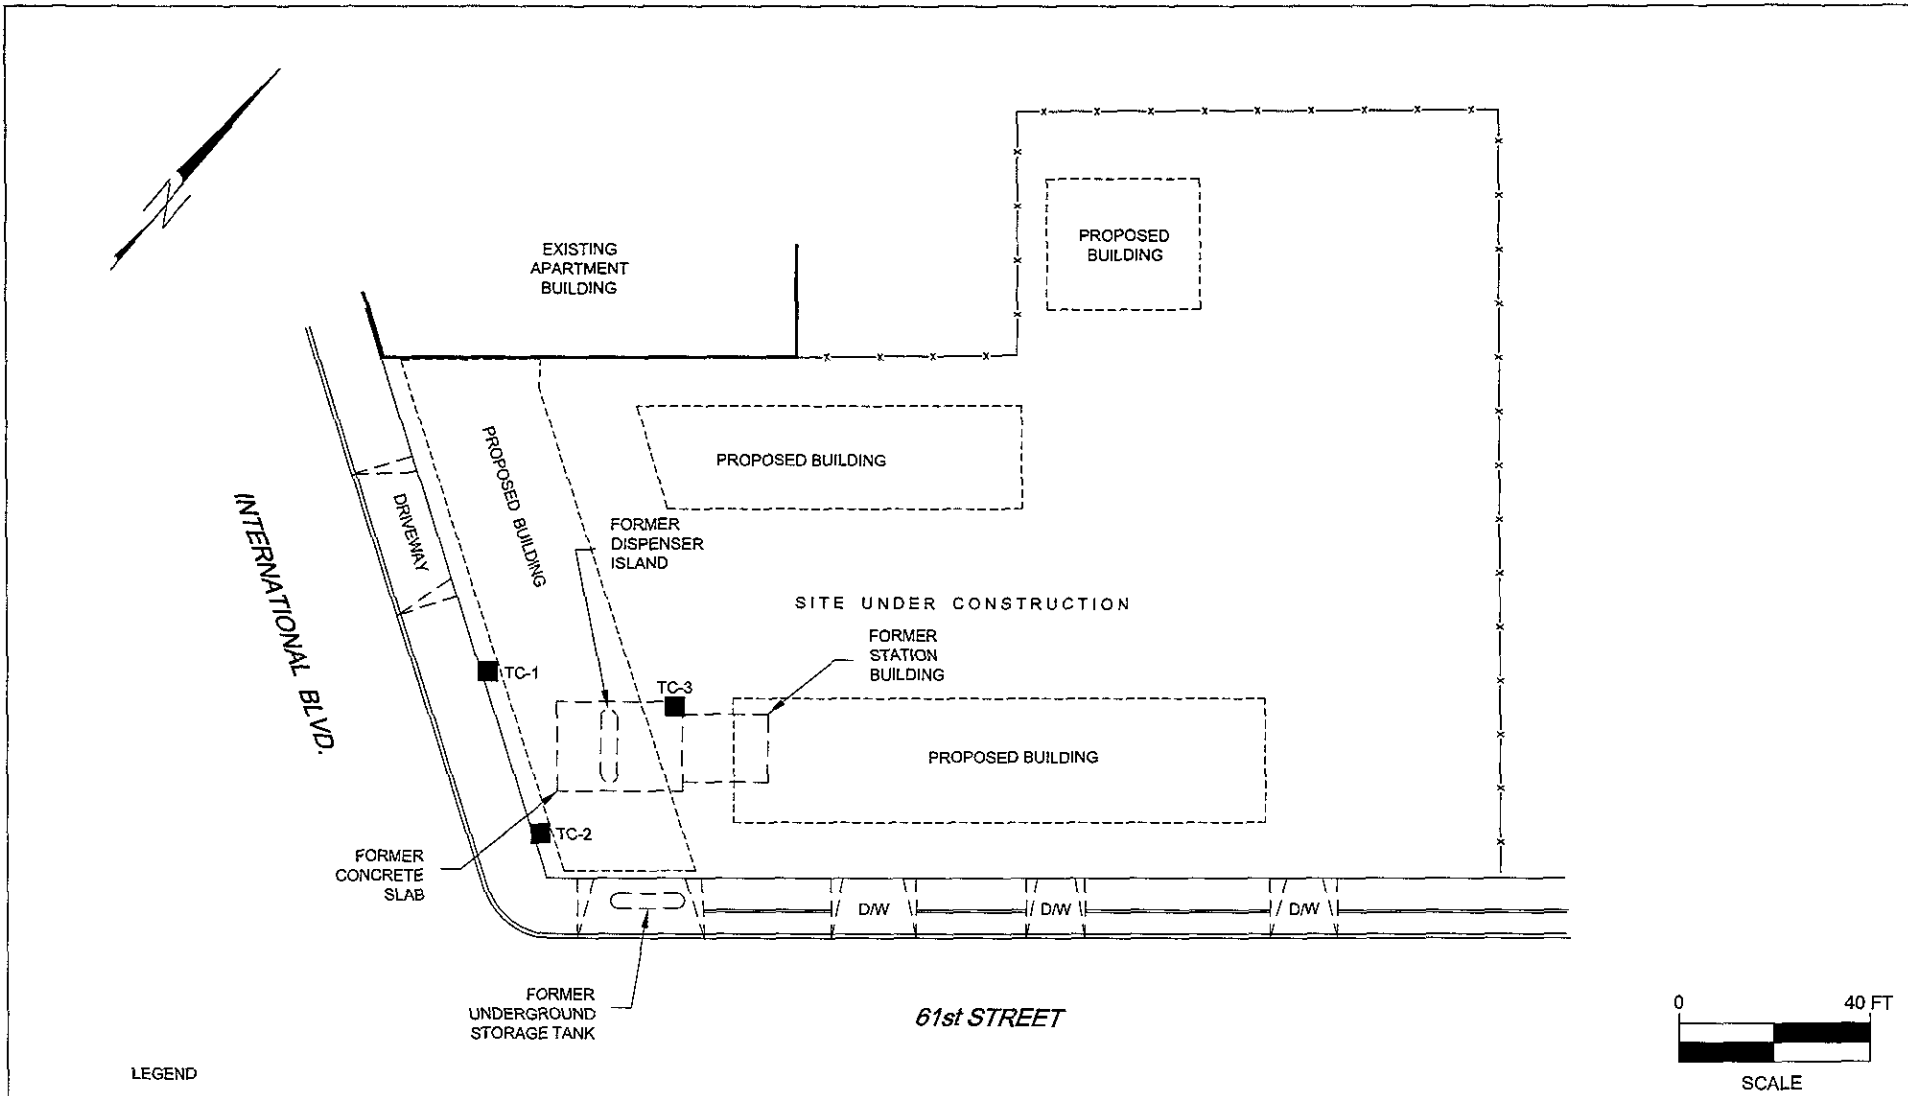 N
EXISTING
APARTMENT
BUILDING
PROPOSED
BUILDING
PROPOSED BUILDING
PROPOSED BUILDING
DRIVEWAY
INTERNATIONAL BLVD.
FORMER
DISPENSER
ISLAND
SITE UNDER CONSTRUCTION
FORMER
STATION
BUILDING
TC-1
TC-3
PROPOSED BUILDING
TC-2
FORMER
CONCRETE
SLAB
D/W
D/W
D/W
FORMER
UNDERGROUND
STORAGE TANK
61st STREET
0 40 FT
SCALE
LEGEND